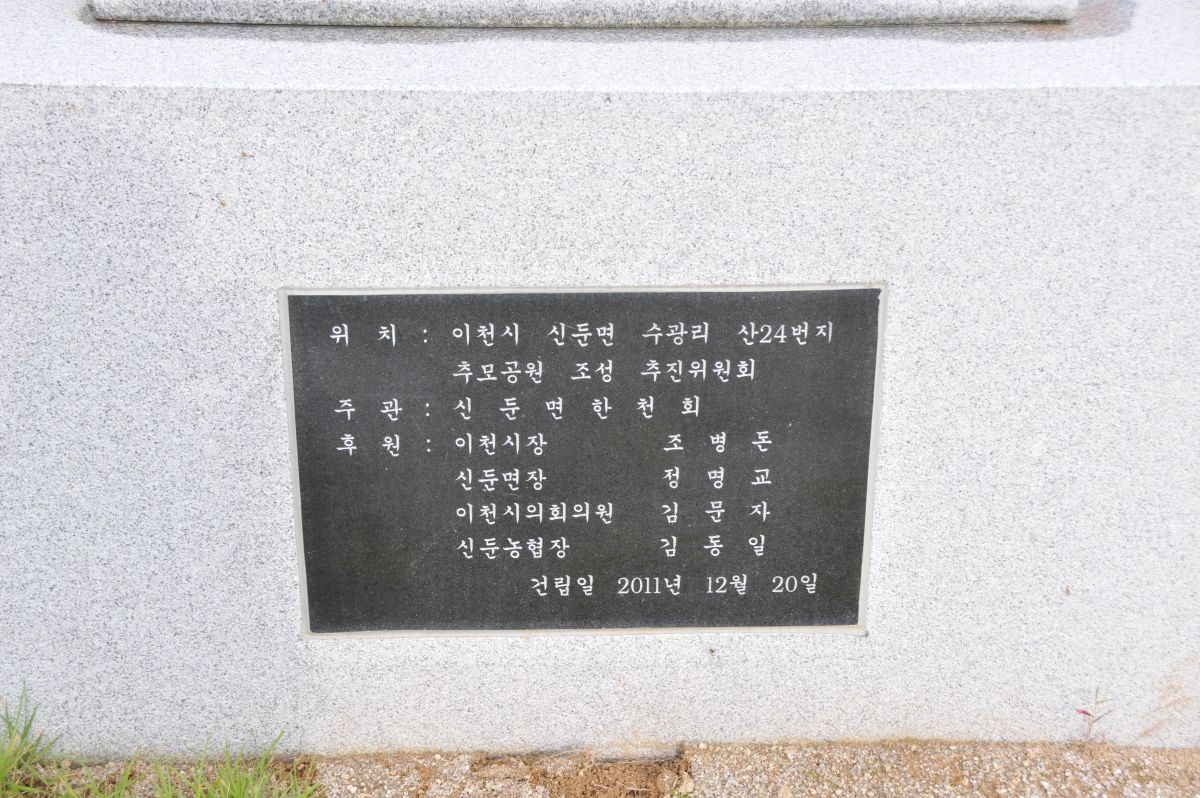 위 치 : 이천시 신둔면 수광리 산24번지
추모공원 조성 추진위원회
주 관 : 신 둔 면 한 천 회
후 원 : 이천시장 조 병 돈
신둔면장 정 명 교
이천시의회의원 김 문 자
신둔농협장 김 동 일
건립일 2011년 12월 20일